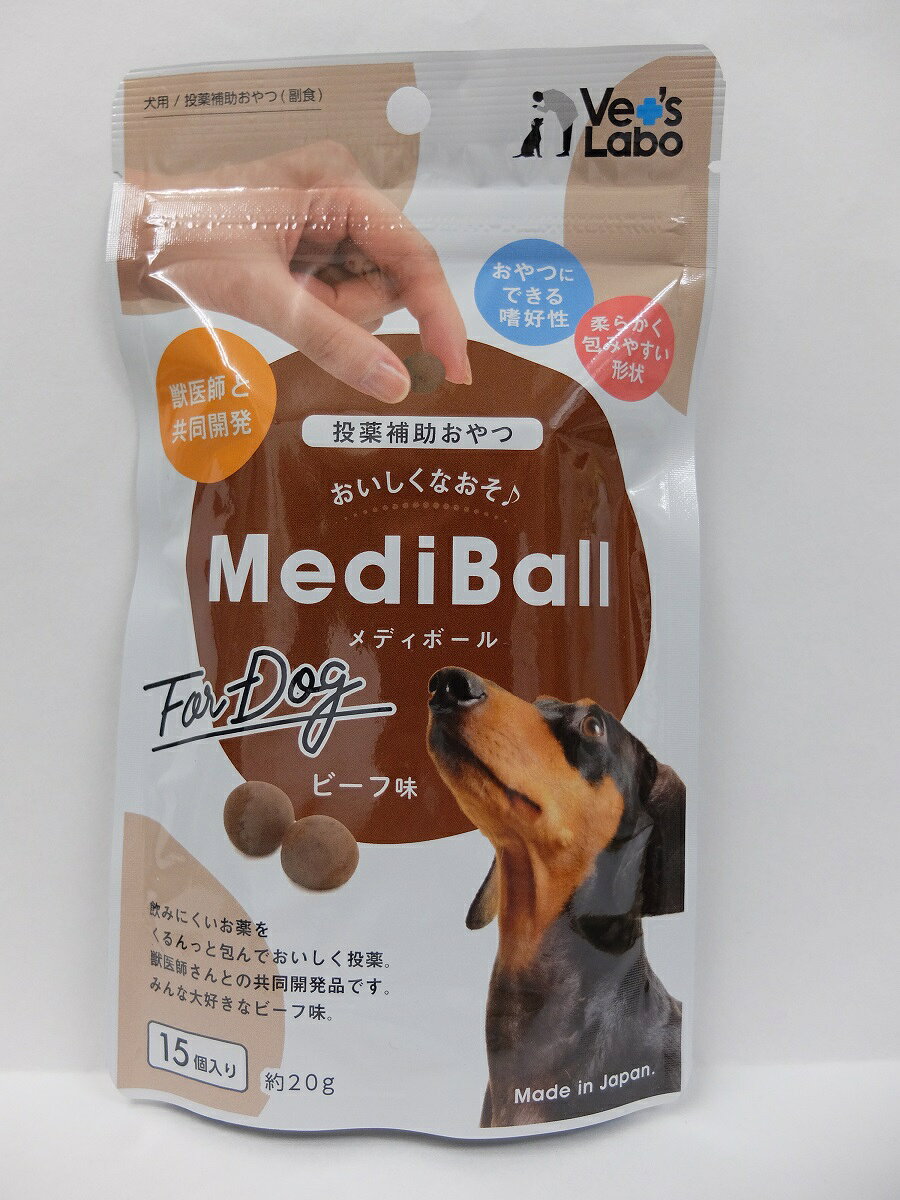 犬用 / 投薬補助おやつ(副食)
Vet's
Labo
おやつに
できる
嗜好性
柔らかく
包みやすい
形状
獣医師と
共同開発
投薬補助おやつ
おいしくなおそ♪
MediBall
メディボール
For Dog
ビーフ味
飲みにくいお薬を
くるんっと包んでおいしく投薬。
獣医師さんとの共同開発品です。
みんな大好きなビーフ味。
15個入り
約20g
Made in Japan.